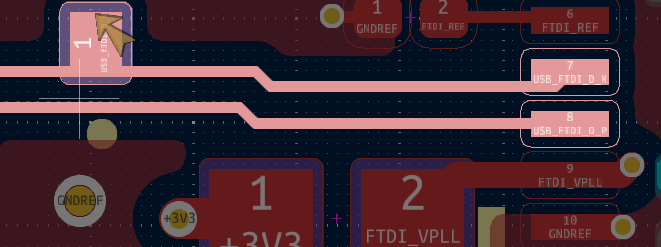 1
GNDREF
2
FTDI_REF
6
FTDI_REF
1
7
USB_FTDI_D_N
8
USB_FTDI_D_P
GNDREF
+3V3
1
+3V3
2
FTDI_VPLL
9
FTDI_VPLL
10
GNDREF